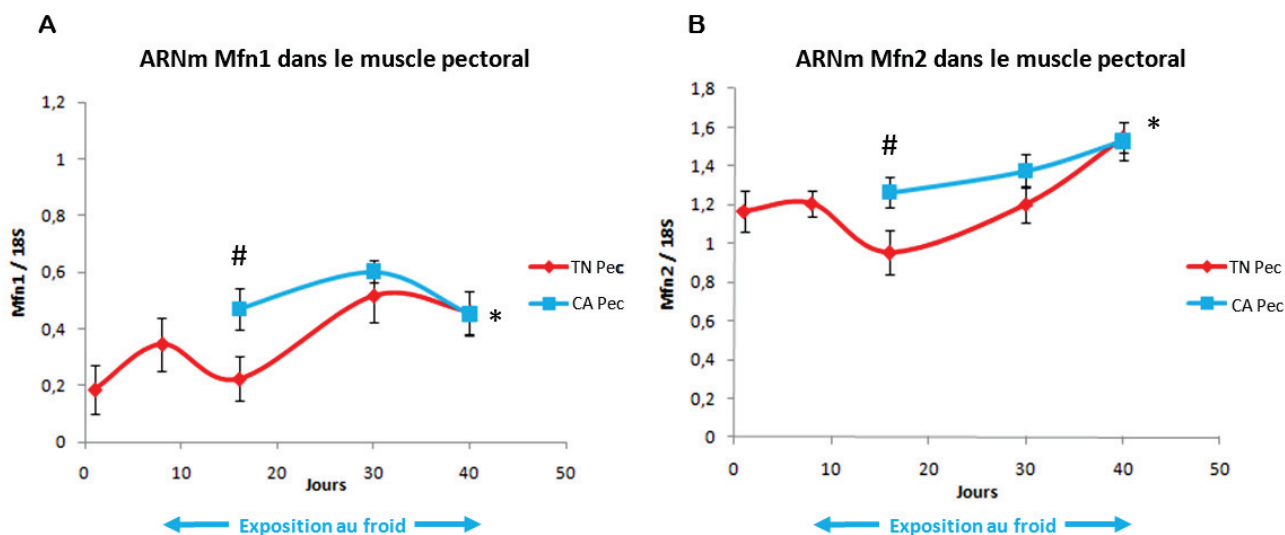 A
ARNm Mfn1 dans le muscle pectoral
1,2
1
0,8
0,6
0,4
0,2
0
Mfn1 / 18S
#
*
TN Pec
CA Pec
0 10 20 30 40 50
Jours
Exposition au froid
B
ARNm Mfn2 dans le muscle pectoral
1,8
1,6
1,4
1,2
1
0,8
0,6
0,4
0,2
0
Mfn2 / 18S
#
*
TN Pec
CA Pec
0 10 20 30 40 50
Jours
Exposition au froid